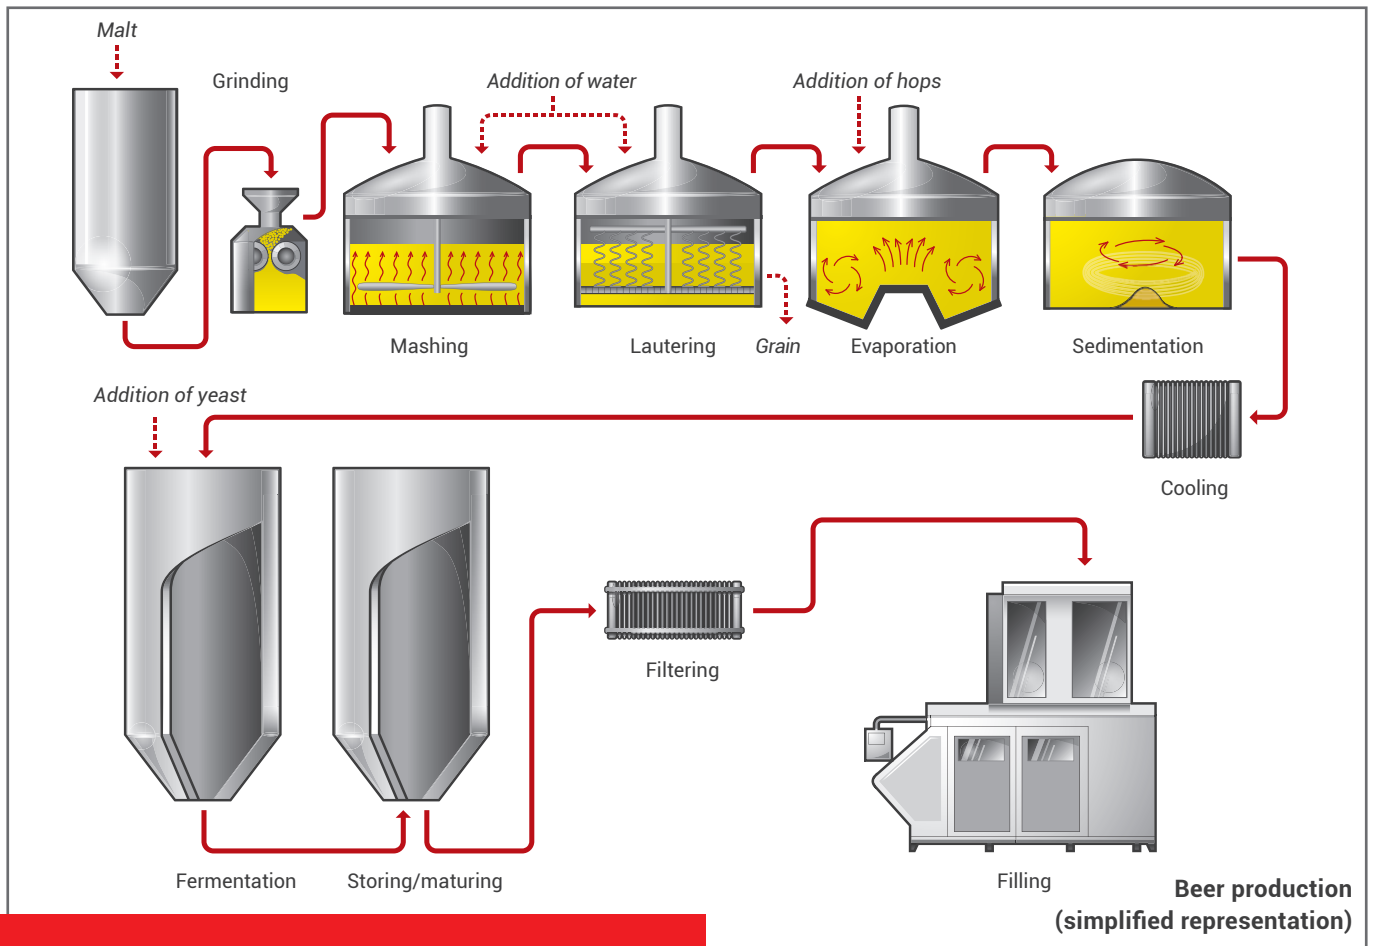 Malt
Grinding
Addition of water
Addition of hops
Mashing
Lautering
Grain
Evaporation
Sedimentation
Addition of yeast
Cooling
Filtering
Fermentation
Storing/maturing
Filling
Beer production
(simplified representation)